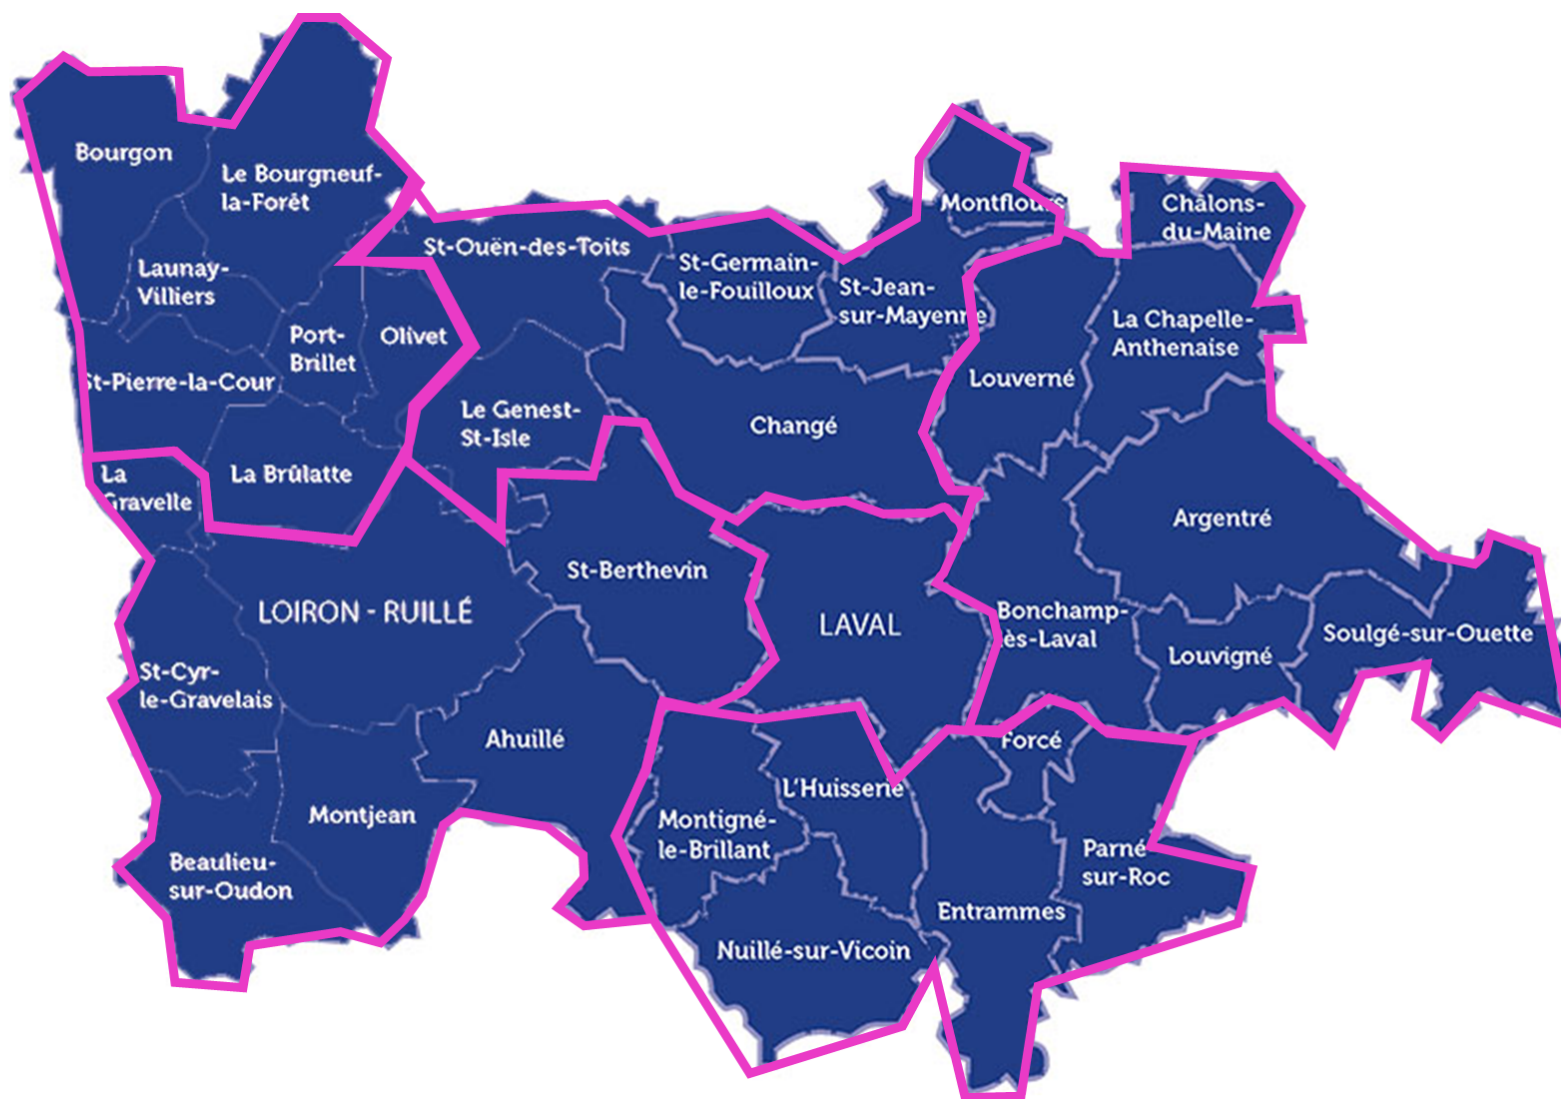 Bourgon
Le Bourgneuf-
la-Forêt
Launay-
Villiers
Port-
Brillet
Olivet
St-Pierre-la-Cour
La Brûlatte
La
Gravelle
St-Ouën-des-Toits
St-Germain-
le-Fouilloux
St-Jean-
sur-Mayenne
Montflours
Châlons-
du-Maine
La Chapelle-
Anthenaise
Louverné
Le Genest-
St-Isle
Changé
Argentré
St-Berthevin
LOIRON - RUILLÉ
LAVAL
Bonchamp-
lès-Laval
Louvigné
Soulgé-sur-Ouette
St-Cyr-
le-Gravelais
Ahuillé
Forcé
L'Huisserie
Montjean
Montigné-
le-Brillant
Parné-
sur-Roc
Beaulieu-
sur-Oudon
Entrammes
Nuillé-sur-Vicoin